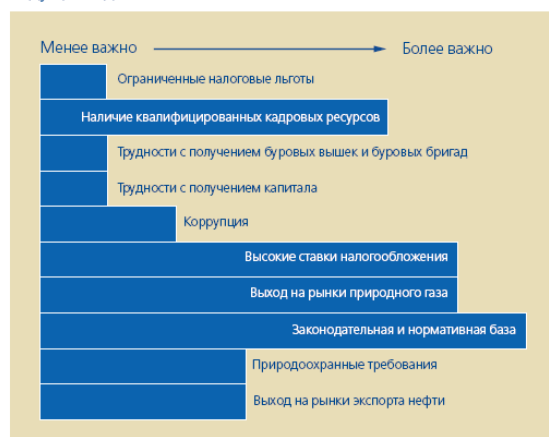 Менее важно Более важно
Ограниченные налоговые льготы
Наличие квалифицированных кадровых ресурсов
Трудности с получением буровых вышек и буровых бригад
Трудности с получением капитала
Коррупция
Высокие ставки налогообложения
Выход на рынки природного газа
Законодательная и нормативная база
Природоохранные требования
Выход на рынки экспорта нефти